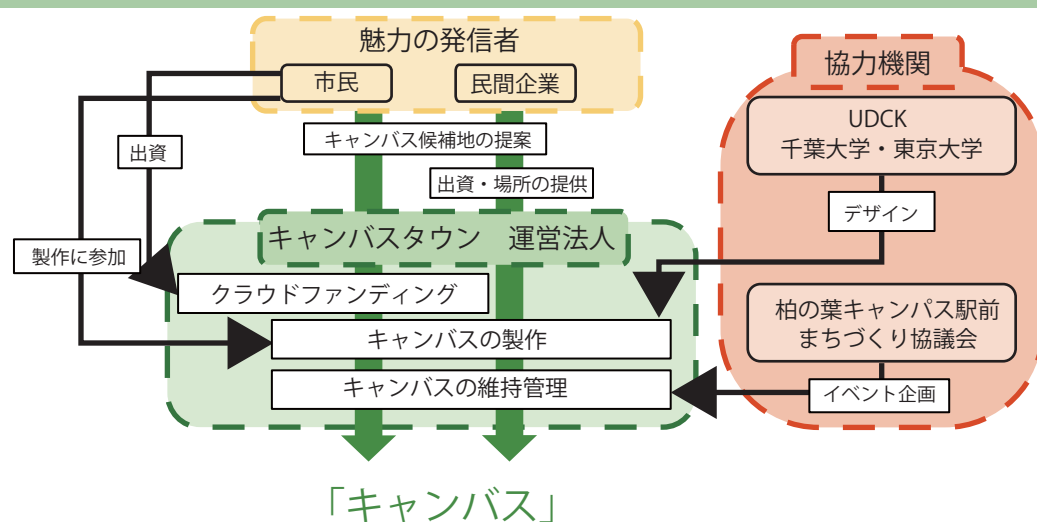 魅力の発信者
市民
民間企業
キャンバス候補地の提案
出資
出資・場所の提供
製作に参加
キャンバスタウン　運営法人
クラウドファンディング
キャンバスの製作
キャンバスの維持管理
「キャンバス」
協力機関
UDCK
千葉大学・東京大学
デザイン
柏の葉キャンパス駅前
まちづくり協議会
イベント企画